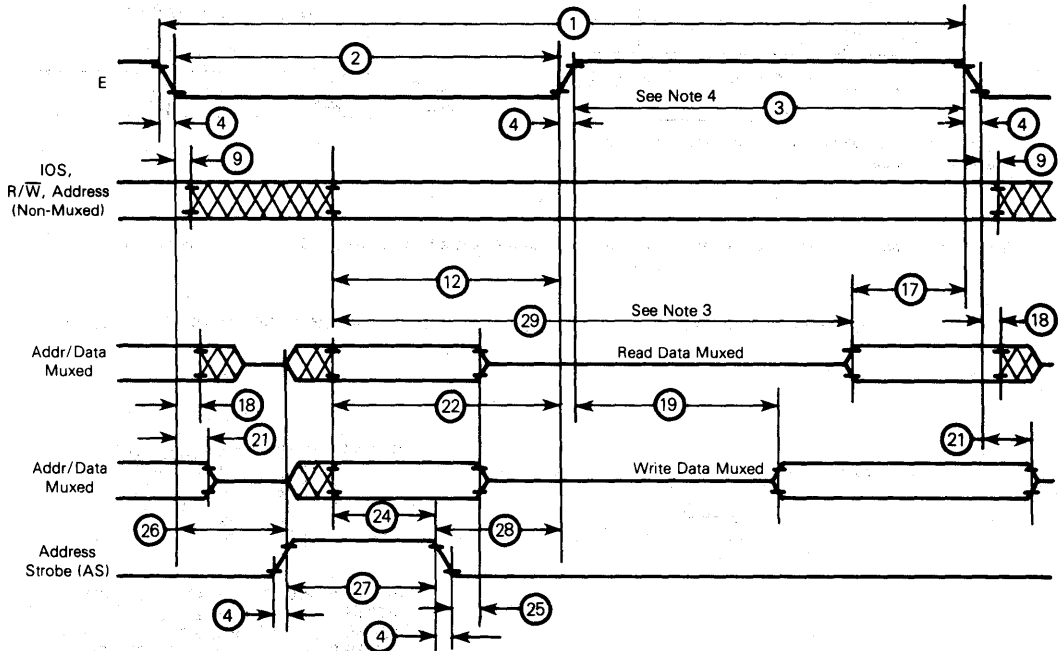 1
2
E
See Note 4
3
4
4
4
9
9
IOS,
R/W̅, Address
(Non-Muxed)
12
17
29
See Note 3
18
Addr/Data
Muxed
Read Data Muxed
18
22
19
21
21
Addr/Data
Muxed
Write Data Muxed
26
24
28
Address
Strobe (AS)
27
4
25
4